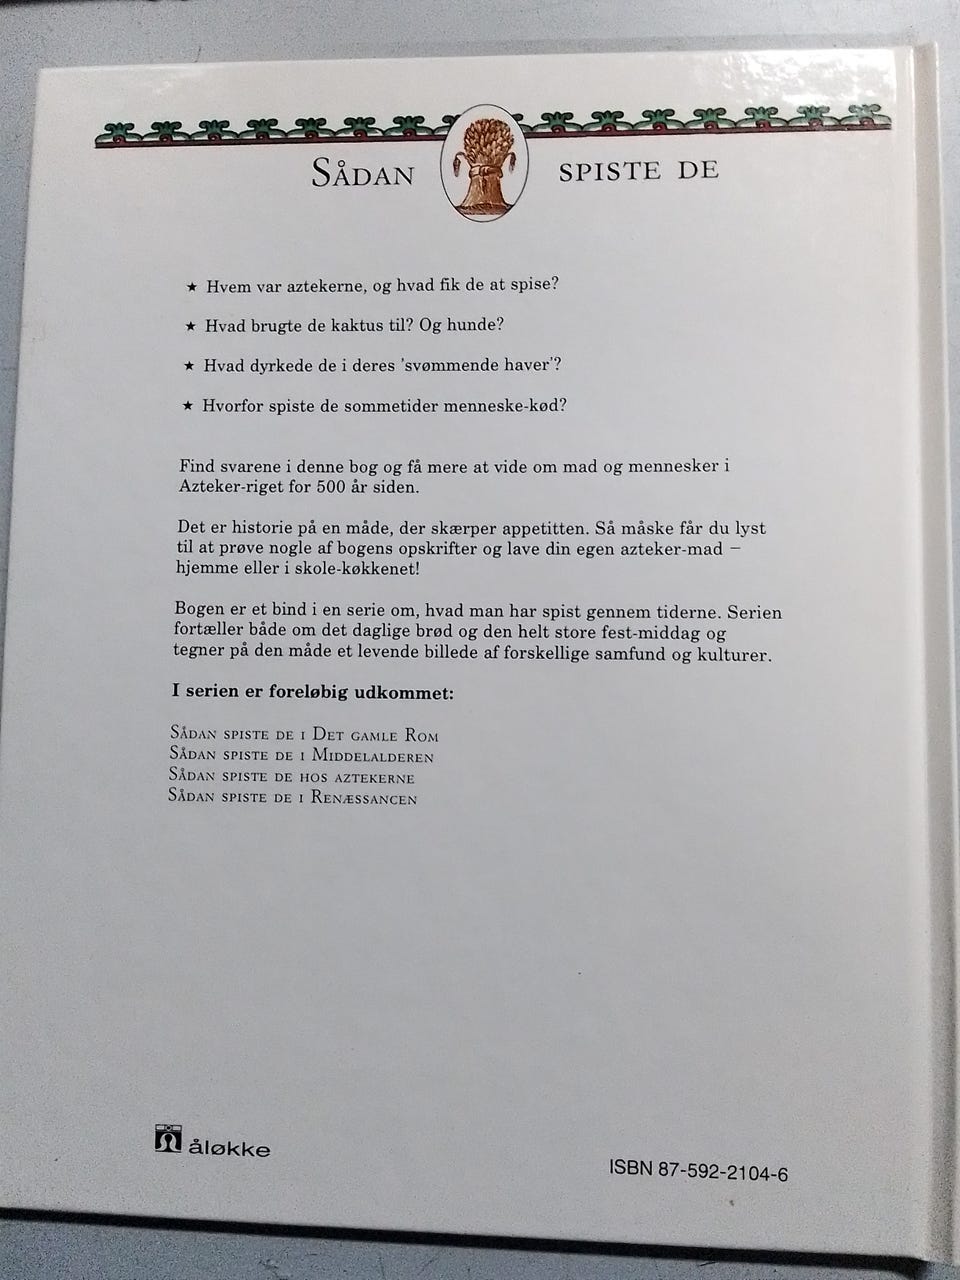 SÅDAN SPISTE DE
★ Hvem var aztekerne, og hvad fik de at spise?
★ Hvad brugte de kaktus til? Og hunde?
★ Hvad dyrkede de i deres 'svømmende haver'?
★ Hvorfor spiste de sommetider menneske-kød?
Find svarene i denne bog og få mere at vide om mad og mennesker i
Azteker-riget for 500 år siden.
Det er historie på en måde, der skærper appetitten. Så måske får du lyst
til at prøve nogle af bogens opskrifter og lave din egen azteker-mad –
hjemme eller i skole-køkkenet!
Bogen er et bind i en serie om, hvad man har spist gennem tiderne. Serien
fortæller både om det daglige brød og den helt store fest-middag og
tegner på den måde et levende billede af forskellige samfund og kulturer.
I serien er foreløbig udkommet:
SÅDAN SPISTE DE I DET GAMLE ROM
SÅDAN SPISTE DE I MIDDELALDEREN
SÅDAN SPISTE DE HOS AZTEKERNE
SÅDAN SPISTE DE I RENÆSSANCEN
åløkke
ISBN 87-592-2104-6